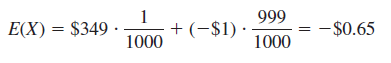 E(X) = $349 · 1/1000 + (−$1) · 999/1000 = −$0.65